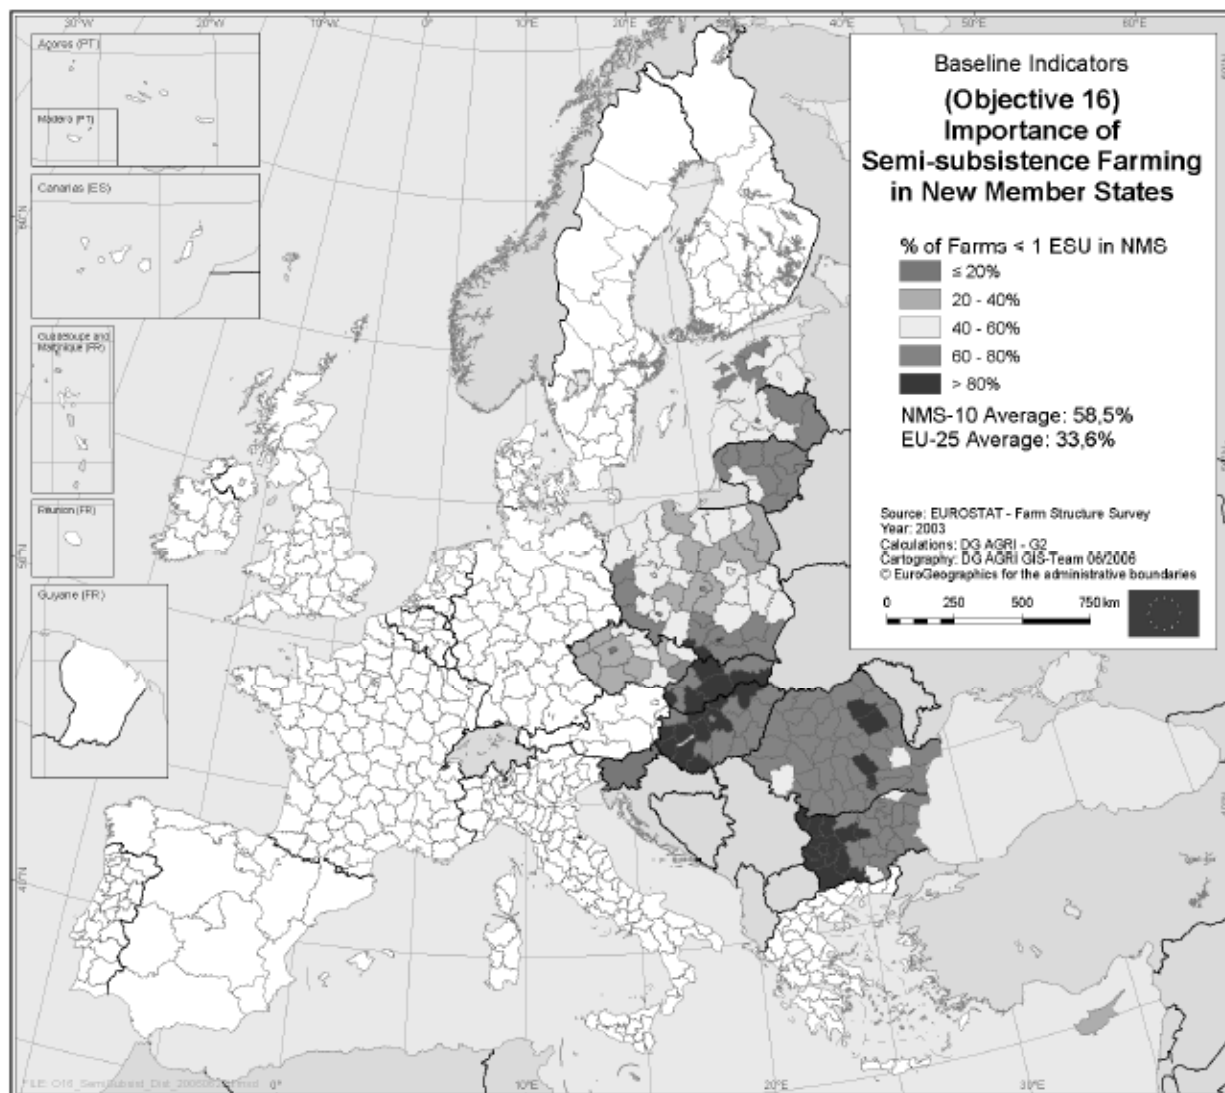 30°W 20°W 10°W 0° 10°E 20°E 30°E 40°E 50°E 60°E
Açores (PT)
Madeira (PT)
Canarias (ES)
Guadeloupe and
Martinique (FR)
Réunion (FR)
Guyane (FR)
60°N
50°N
40°N
Baseline Indicators
(Objective 16)
Importance of
Semi-subsistence Farming
in New Member States
% of Farms < 1 ESU in NMS
≤ 20%
20 - 40%
40 - 60%
60 - 80%
> 80%
NMS-10 Average: 58,5%
EU-25 Average: 33,6%
Source: EUROSTAT - Farm Structure Survey
Year: 2003
Calculations: DG AGRI - G2
Cartography: DG AGRI GIS-Team 06/2006
© EuroGeographics for the administrative boundaries
0 250 500 750 km
0° 10°E 20°E 30°E